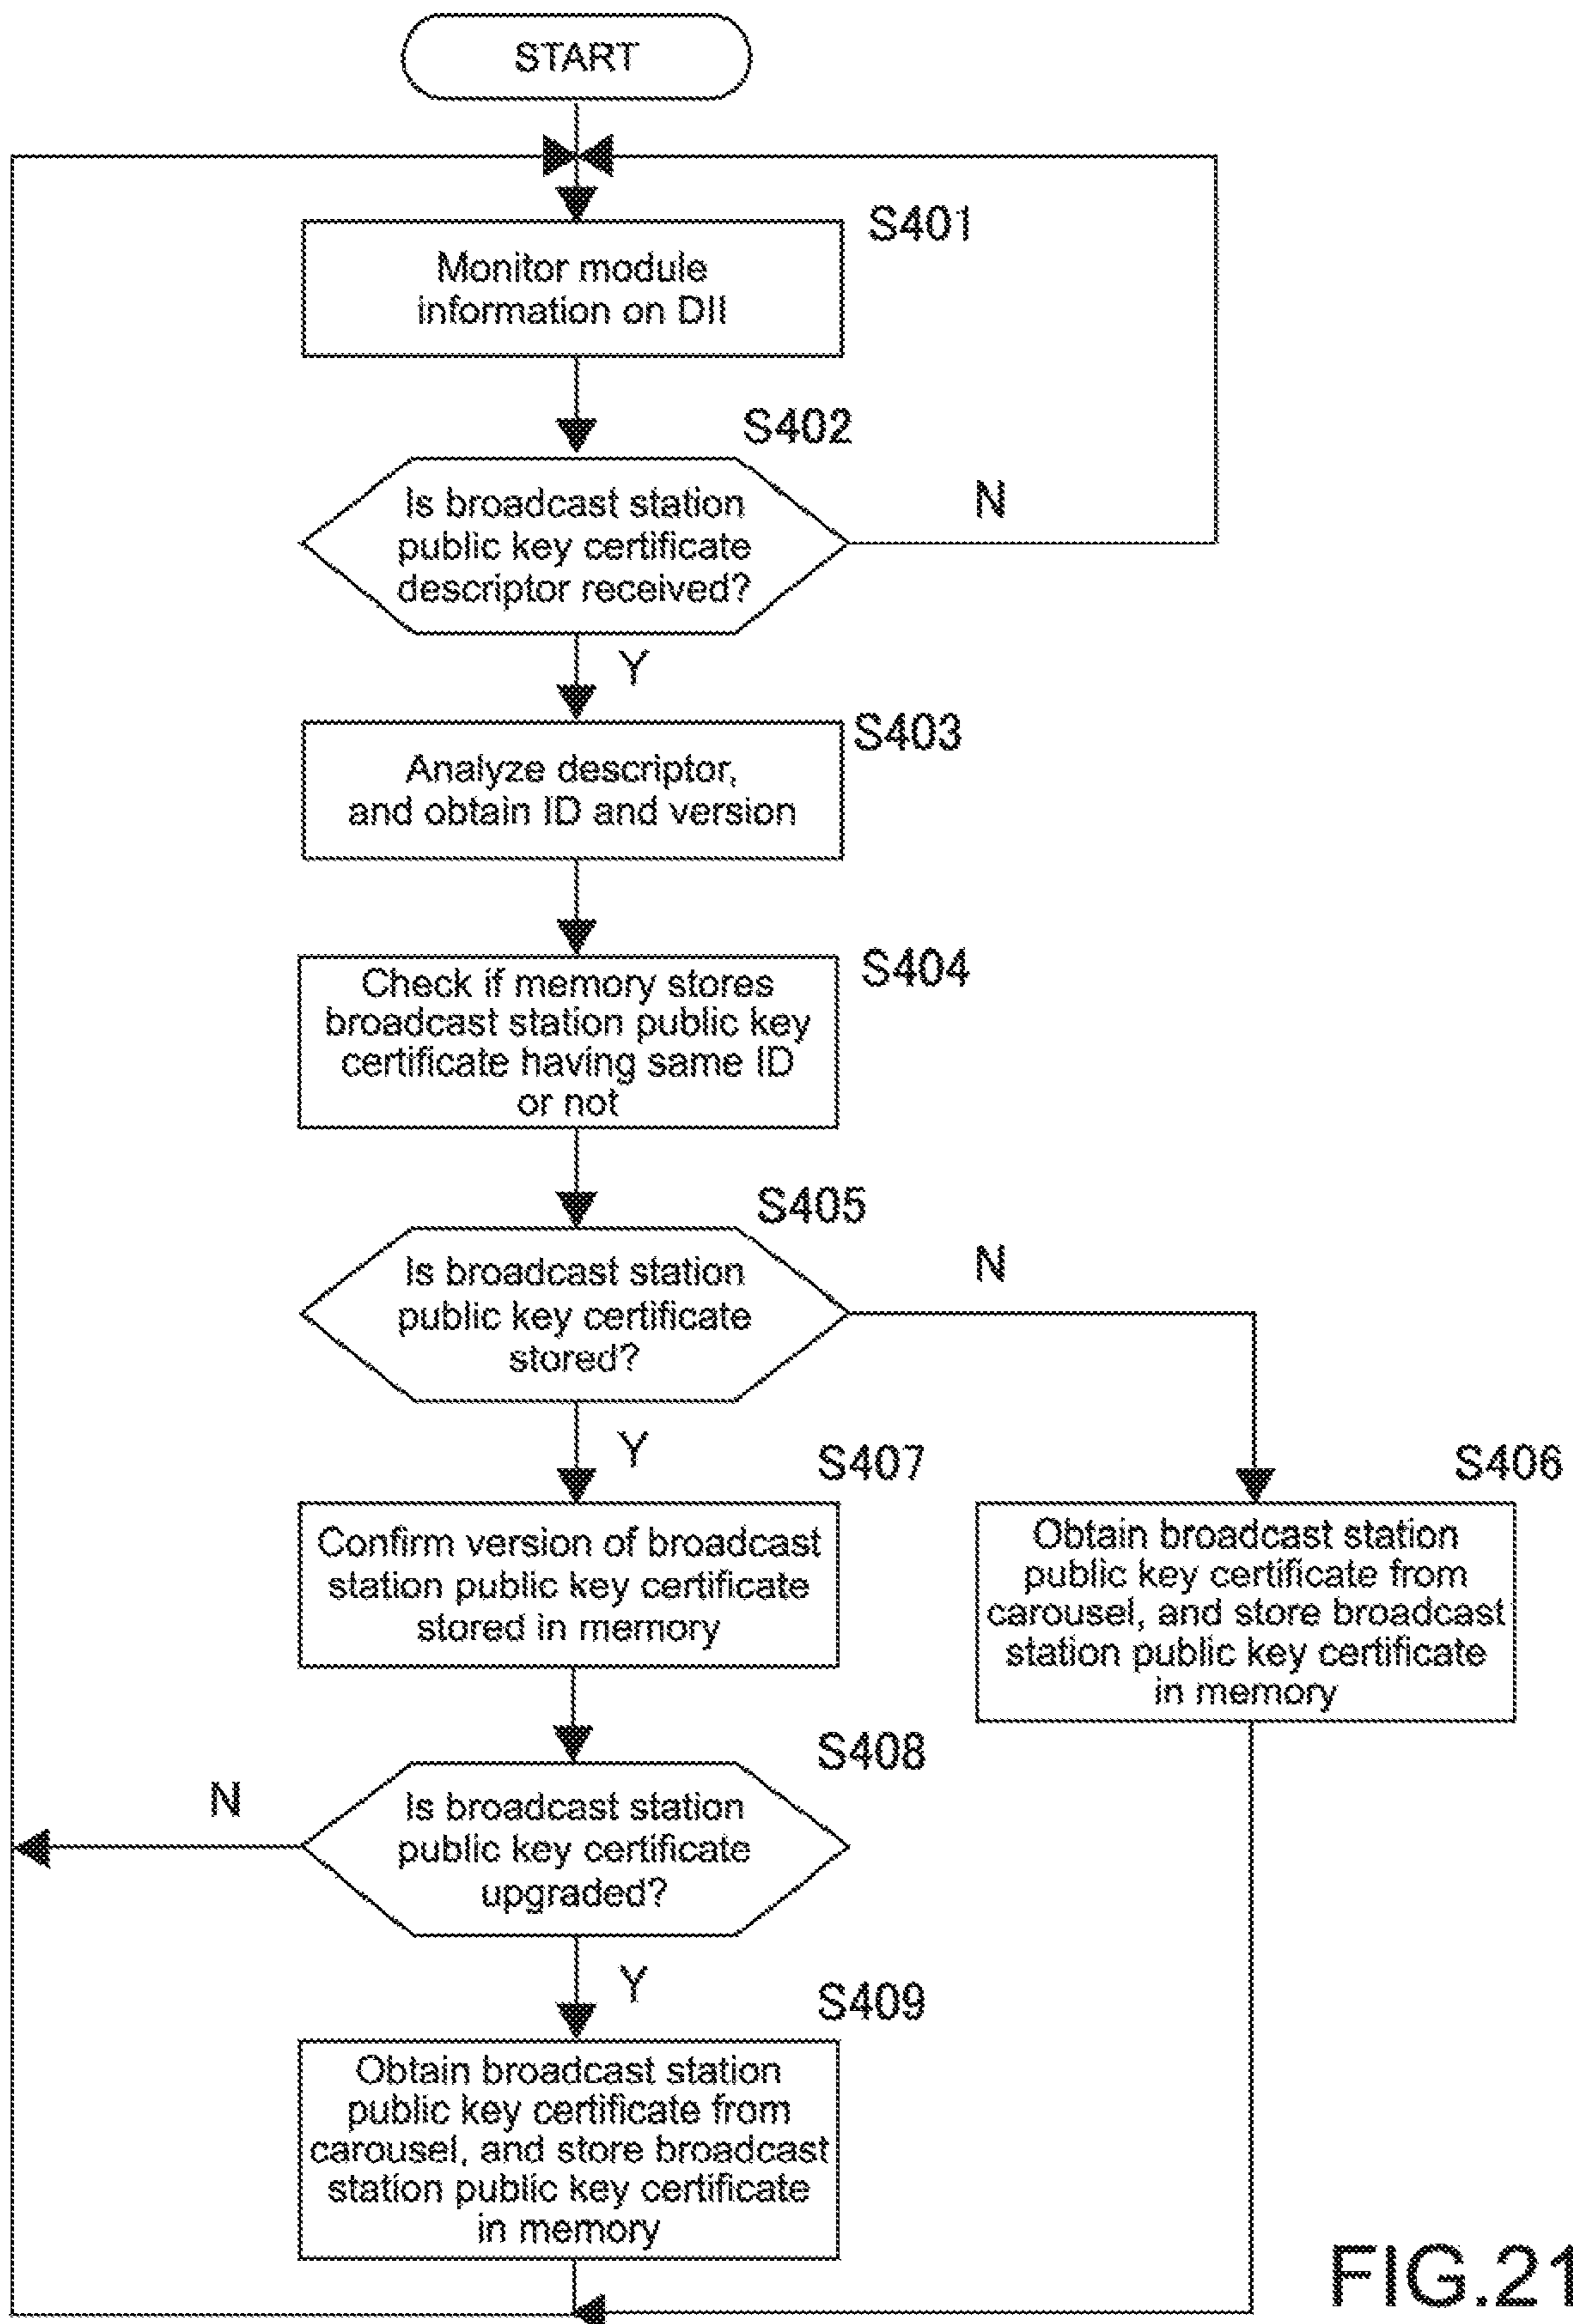 START
S401
Monitor module
information on DII
S402
Is broadcast station
public key certificate
descriptor received?
N
Y
S403
Analyze descriptor,
and obtain ID and version
S404
Check if memory stores
broadcast station public key
certificate having same ID
or not
S405
Is broadcast station
public key certificate
stored?
N
Y
S407
Confirm version of broadcast
station public key certificate
stored in memory
S406
Obtain broadcast station
public key certificate from
carousel, and store broadcast
station public key certificate
in memory
S408
Is broadcast station
public key certificate
upgraded?
N
Y
S409
Obtain broadcast station
public key certificate from
carousel, and store broadcast
station public key certificate
in memory
FIG.21